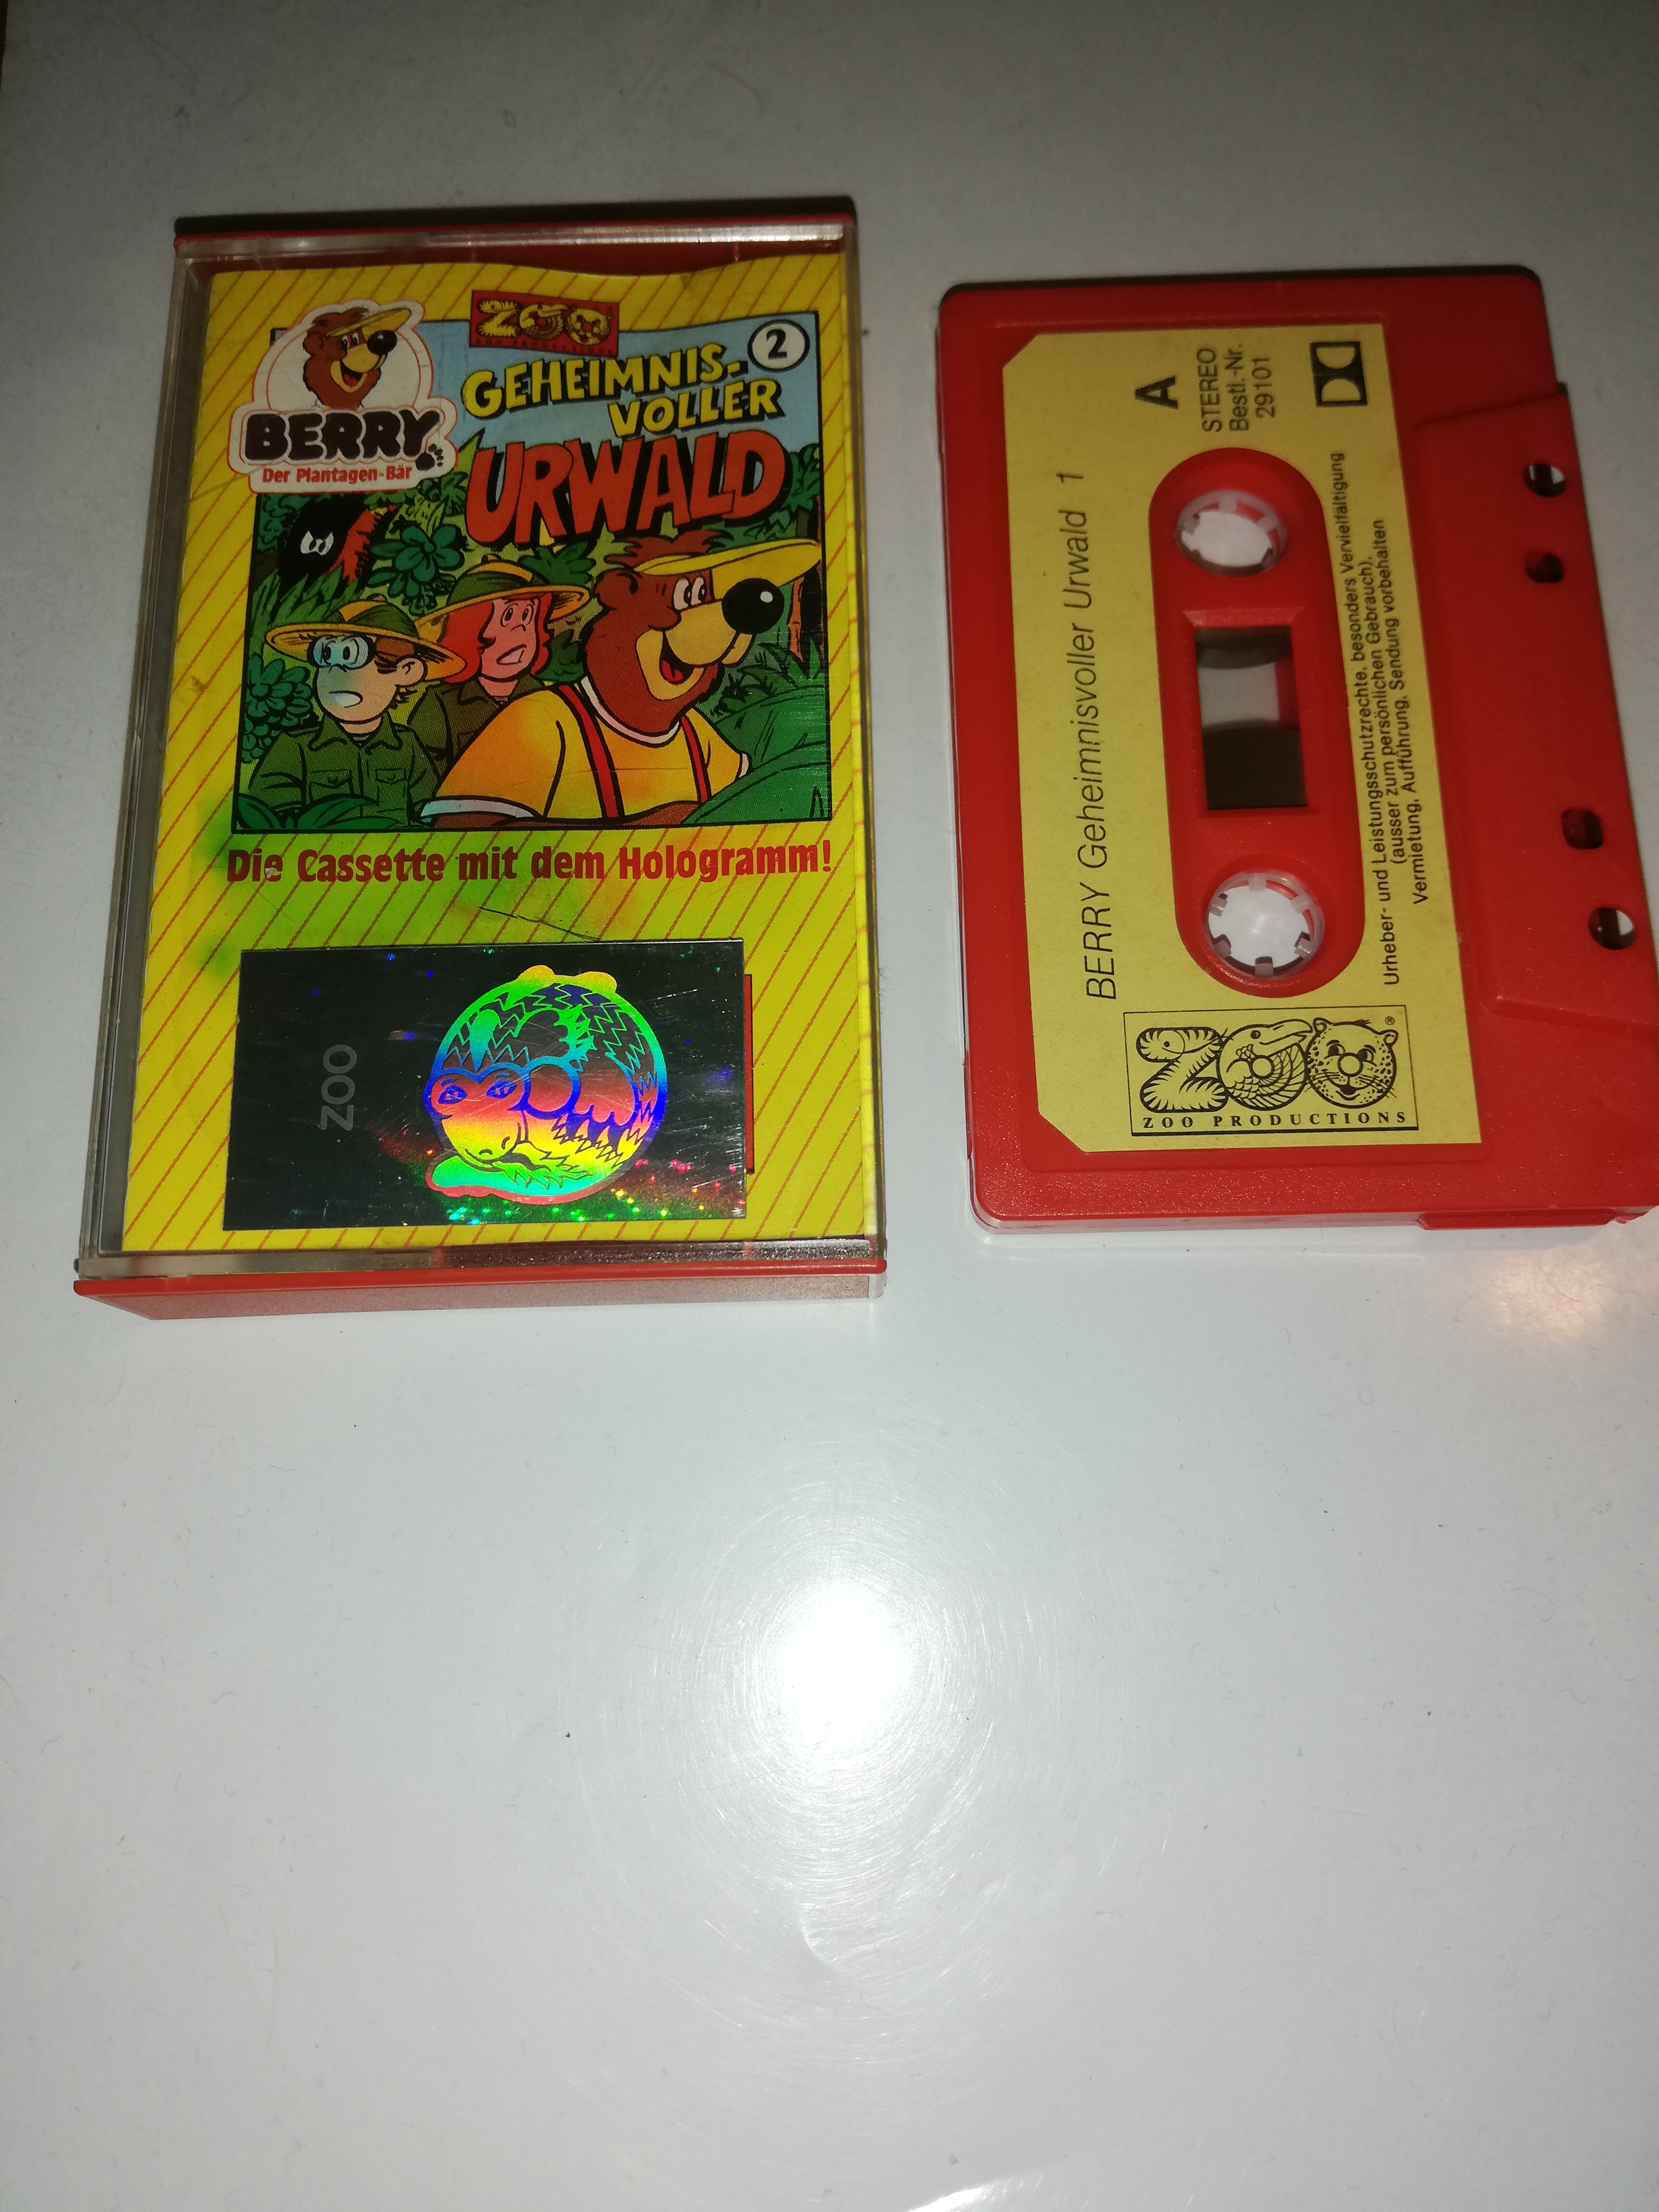 ZOO
ZOO PRODUCTIONS
2
GEHEIMNIS-
VOLLER
URWALD
BERRY
Der Plantagen-Bär
Die Cassette mit dem Hologramm!
ZOO
BERRY Geheimnisvoller Urwald 1
A
STEREO
Bestl.-Nr.
29101
Urheber- und Leistungsschutzrechte, besonders Vervielfältigung
(ausser zum persönlichen Gebrauch),
Vermietung, Aufführung, Sendung vorbehalten
ZOO®
ZOO PRODUCTIONS